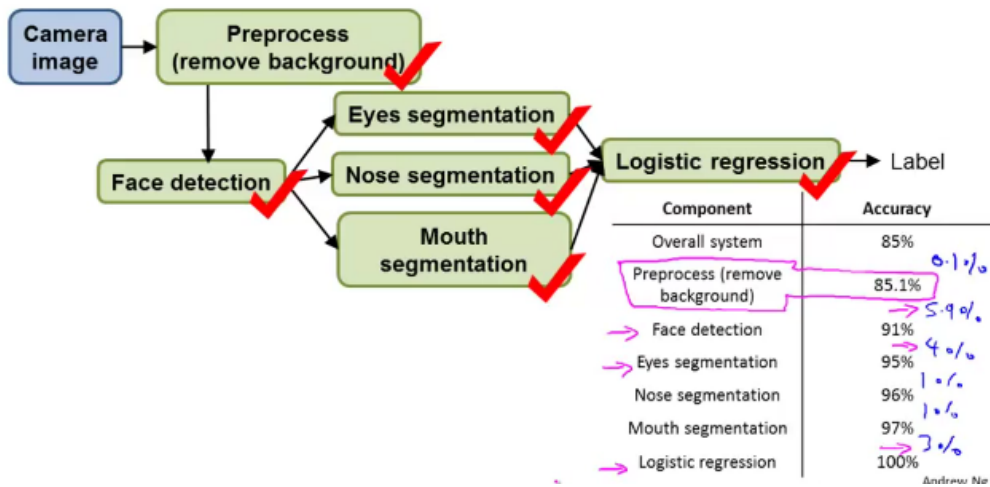 Camera
image
Preprocess
(remove background)
Eyes segmentation
Face detection
Nose segmentation
Mouth
segmentation
Logistic regression
Label
Component Accuracy
Overall system 85%
0.1%
Preprocess (remove
background) 85.1%
5.9%
Face detection 91%
4%
Eyes segmentation 95%
1%
Nose segmentation 96%
1%
Mouth segmentation 97%
3%
Logistic regression 100%
Andrew Ng